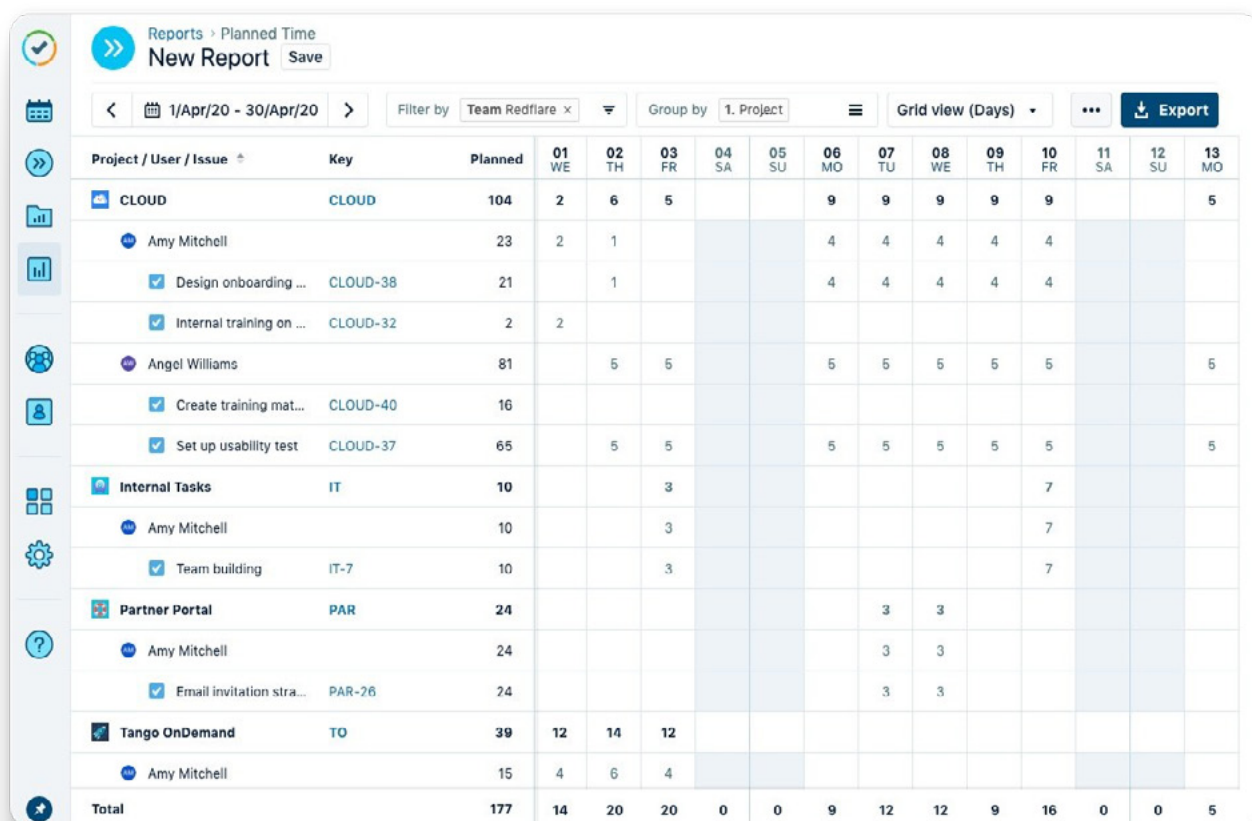 Reports > Planned Time
New Report Save
1/Apr/20 - 30/Apr/20 Filter by Team Redflare × Group by 1. Project Grid view (Days) ••• Export
Project / User / Issue Key Planned 01 WE 02 TH 03 FR 04 SA 05 SU 06 MO 07 TU 08 WE 09 TH 10 FR 11 SA 12 SU 13 MO
CLOUD CLOUD 104 2 6 5 9 9 9 9 9 5
AM Amy Mitchell 23 2 1 4 4 4 4 4
Design onboarding ... CLOUD-38 21 1 4 4 4 4 4
Internal training on ... CLOUD-32 2 2
AW Angel Williams 81 5 5 5 5 5 5 5 5
Create training mat... CLOUD-40 16
Set up usability test CLOUD-37 65 5 5 5 5 5 5 5 5
Internal Tasks IT 10 3 7
AM Amy Mitchell 10 3 7
Team building IT-7 10 3 7
Partner Portal PAR 24 3 3
AM Amy Mitchell 24 3 3
Email invitation stra... PAR-26 24 3 3
Tango OnDemand TO 39 12 14 12
AM Amy Mitchell 15 4 6 4
Total 177 14 20 20 0 0 9 12 12 9 16 0 0 5